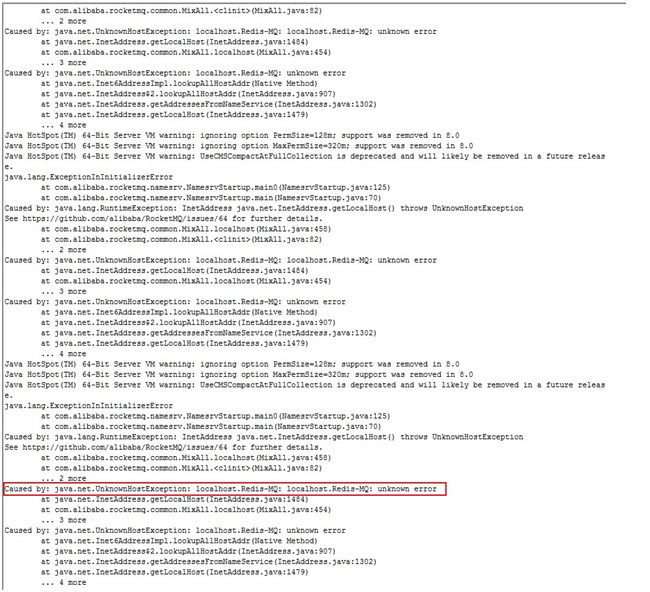 at com.alibaba.rocketmq.common.MixAll.<clinit>(MixAll.java:82)
... 2 more
Caused by: java.net.UnknownHostException: localhost.Redis-MQ: localhost.Redis-MQ: unknown error
at java.net.InetAddress.getLocalHost(InetAddress.java:1484)
at com.alibaba.rocketmq.common.MixAll.localhost(MixAll.java:454)
... 3 more
Caused by: java.net.UnknownHostException: localhost.Redis-MQ: unknown error
at java.net.Inet6AddressImpl.lookupAllHostAddr(Native Method)
at java.net.InetAddress$2.lookupAllHostAddr(InetAddress.java:907)
at java.net.InetAddress.getAddressesFromNameService(InetAddress.java:1302)
at java.net.InetAddress.getLocalHost(InetAddress.java:1479)
... 4 more
Java HotSpot(TM) 64-Bit Server VM warning: ignoring option PermSize=128m; support was removed in 8.0
Java HotSpot(TM) 64-Bit Server VM warning: ignoring option MaxPermSize=320m; support was removed in 8.0
Java HotSpot(TM) 64-Bit Server VM warning: UseCMSCompactAtFullCollection is deprecated and will likely be removed in a future releas
e.
java.lang.ExceptionInInitializerError
at com.alibaba.rocketmq.namesrv.NamesrvStartup.main0(NamesrvStartup.java:125)
at com.alibaba.rocketmq.namesrv.NamesrvStartup.main(NamesrvStartup.java:70)
Caused by: java.lang.RuntimeException: InetAddress java.net.InetAddress.getLocalHost() throws UnknownHostException
See https://github.com/alibaba/RocketMQ/issues/64 for further details.
at com.alibaba.rocketmq.common.MixAll.localhost(MixAll.java:458)
at com.alibaba.rocketmq.common.MixAll.<clinit>(MixAll.java:82)
... 2 more
Caused by: java.net.UnknownHostException: localhost.Redis-MQ: localhost.Redis-MQ: unknown error
at java.net.InetAddress.getLocalHost(InetAddress.java:1484)
at com.alibaba.rocketmq.common.MixAll.localhost(MixAll.java:454)
... 3 more
Caused by: java.net.UnknownHostException: localhost.Redis-MQ: unknown error
at java.net.Inet6AddressImpl.lookupAllHostAddr(Native Method)
at java.net.InetAddress$2.lookupAllHostAddr(InetAddress.java:907)
at java.net.InetAddress.getAddressesFromNameService(InetAddress.java:1302)
at java.net.InetAddress.getLocalHost(InetAddress.java:1479)
... 4 more
Java HotSpot(TM) 64-Bit Server VM warning: ignoring option PermSize=128m; support was removed in 8.0
Java HotSpot(TM) 64-Bit Server VM warning: ignoring option MaxPermSize=320m; support was removed in 8.0
Java HotSpot(TM) 64-Bit Server VM warning: UseCMSCompactAtFullCollection is deprecated and will likely be removed in a future releas
e.
java.lang.ExceptionInInitializerError
at com.alibaba.rocketmq.namesrv.NamesrvStartup.main0(NamesrvStartup.java:125)
at com.alibaba.rocketmq.namesrv.NamesrvStartup.main(NamesrvStartup.java:70)
Caused by: java.lang.RuntimeException: InetAddress java.net.InetAddress.getLocalHost() throws UnknownHostException
See https://github.com/alibaba/RocketMQ/issues/64 for further details.
at com.alibaba.rocketmq.common.MixAll.localhost(MixAll.java:458)
at com.alibaba.rocketmq.common.MixAll.<clinit>(MixAll.java:82)
... 2 more
Caused by: java.net.UnknownHostException: localhost.Redis-MQ: localhost.Redis-MQ: unknown error
at java.net.InetAddress.getLocalHost(InetAddress.java:1484)
at com.alibaba.rocketmq.common.MixAll.localhost(MixAll.java:454)
... 3 more
Caused by: java.net.UnknownHostException: localhost.Redis-MQ: unknown error
at java.net.Inet6AddressImpl.lookupAllHostAddr(Native Method)
at java.net.InetAddress$2.lookupAllHostAddr(InetAddress.java:907)
at java.net.InetAddress.getAddressesFromNameService(InetAddress.java:1302)
at java.net.InetAddress.getLocalHost(InetAddress.java:1479)
... 4 more